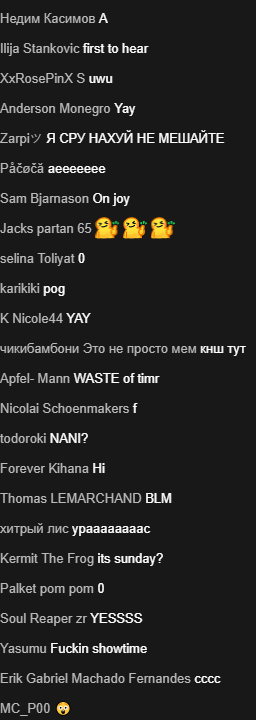 Недим Касимов А
Ilija Stankovic first to hear
XxRosePinX S uwu
Anderson Monegro Yay
Zarpiツ Я СРУ НАХУЙ НЕ МЕШАЙТЕ
Påčøčă aeeeeeee
Sam Bjarnason On joy
Jacks partan 65
selina Toliyat 0
karikiki pog
K Nicole44 YAY
чикибамбони Это не просто мем кнш тут
Apfel- Mann WASTE of timr
Nicolai Schoenmakers f
todoroki NANI?
Forever Kihana Hi
Thomas LEMARCHAND BLM
хитрый лис урааааааааас
Kermit The Frog its sunday?
Palket pom pom 0
Soul Reaper zr YESSSS
Yasumu Fuckin showtime
Erik Gabriel Machado Fernandes cccc
MC_P00